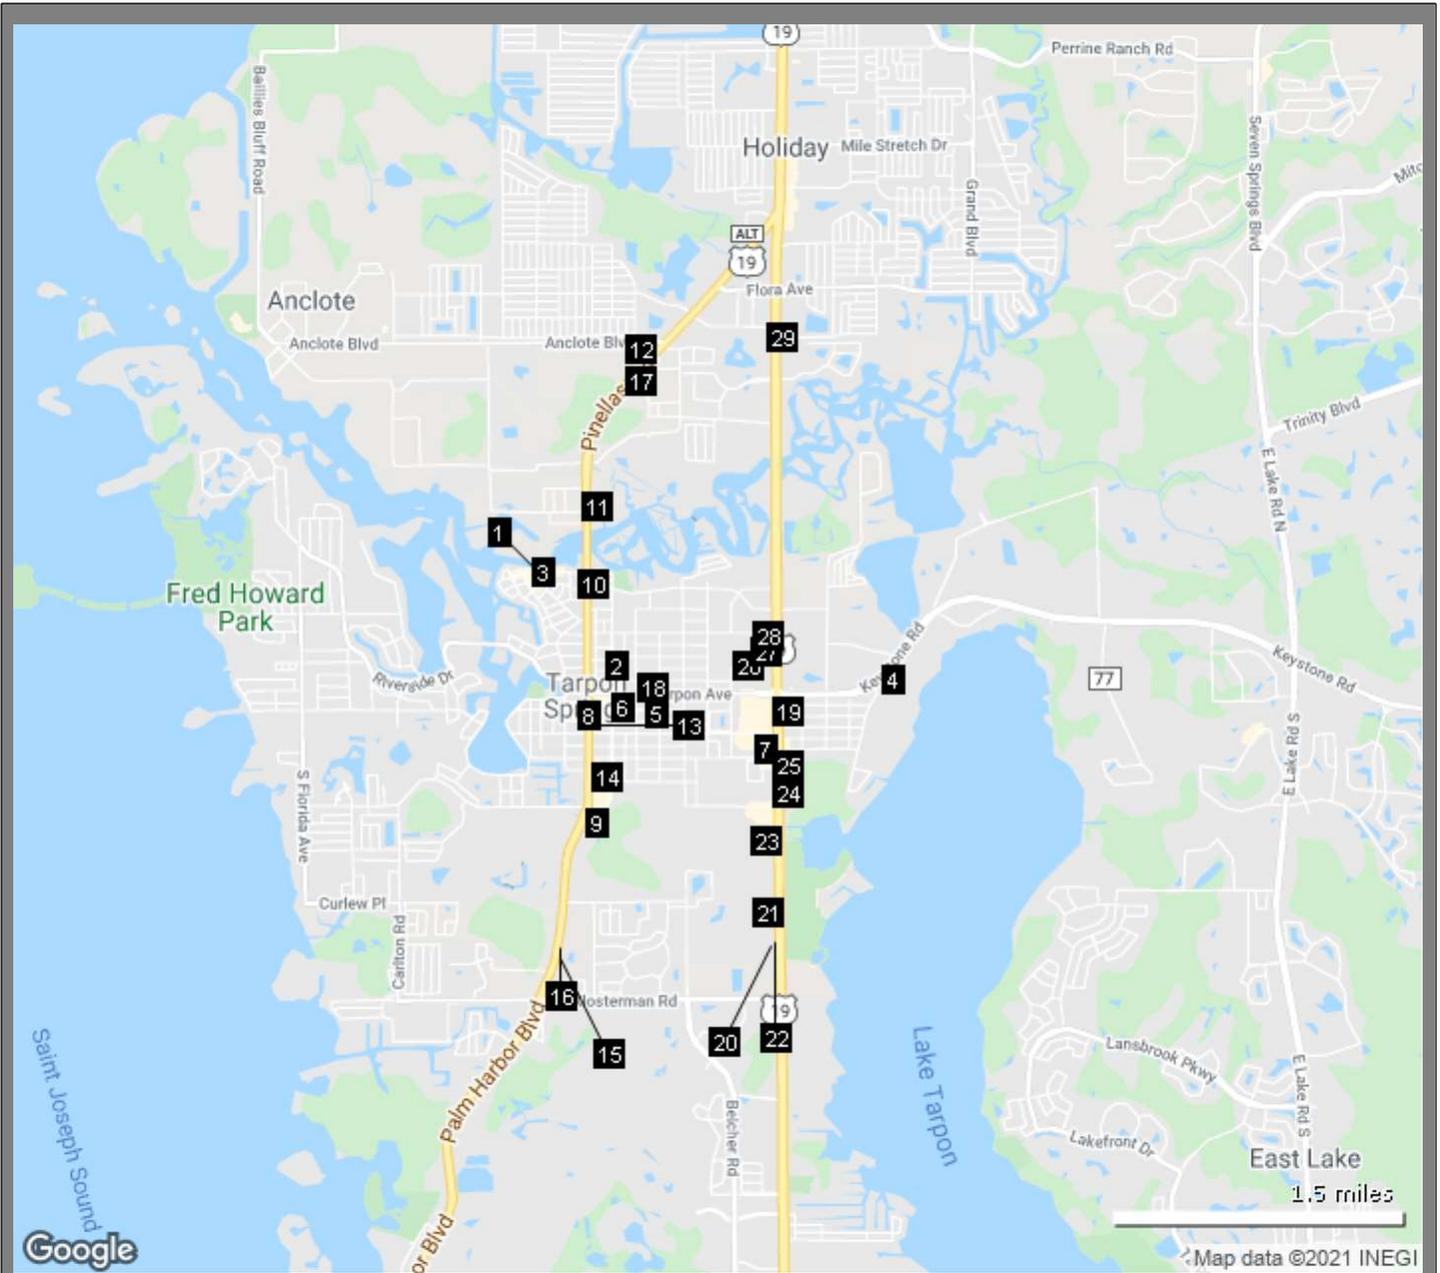 19
Perrine Ranch Rd
Baillies Bluff Road
Holiday
Mile Stretch Dr
Seven Springs Blvd
Grand Blvd
ALT
19
Flora Ave
Anclote
Anclote Blvd
Anclote Blv
12
29
17
Pinellas
Trinity Blvd
E Lake Rd N
11
1
3
10
Fred Howard
Park
28
27
2
Riverside Dr
Keystone Rd
4
77
Keystone Rd
Tarpon
18
rpon Ave
6
5
8
13
19
7
25
14
24
E Lake Rd S
S Florida Ave
9
23
Curlew Pl
21
Carlton Rd
16
losterman Rd
19
20
22
15
Palm Harbor Blvd
Saint Joseph Sound
Lake Tarpon
Lansbrook Pkwy
E Lake Rd S
Belcher Rd
Lakefront Dr
East Lake
1.5 miles
or Blvd
Google
Map data ©2021 INEGI